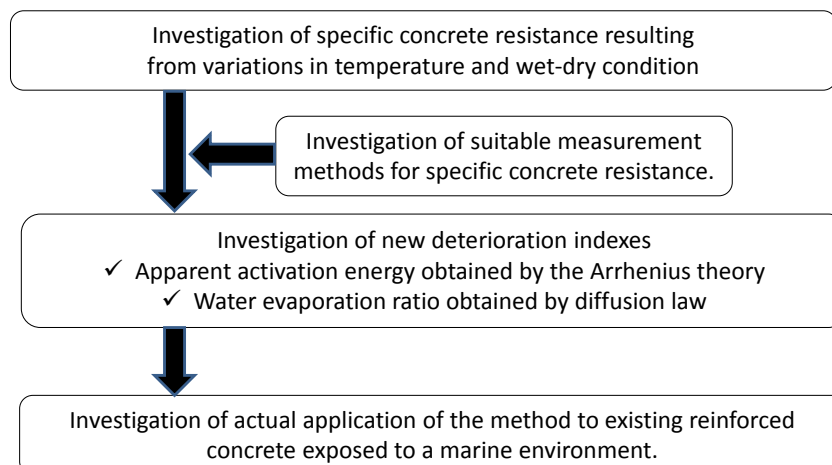 Investigation of specific concrete resistance resulting
from variations in temperature and wet-dry condition
Investigation of suitable measurement
methods for specific concrete resistance.
Investigation of new deterioration indexes
✓ Apparent activation energy obtained by the Arrhenius theory
✓ Water evaporation ratio obtained by diffusion law
Investigation of actual application of the method to existing reinforced
concrete exposed to a marine environment.